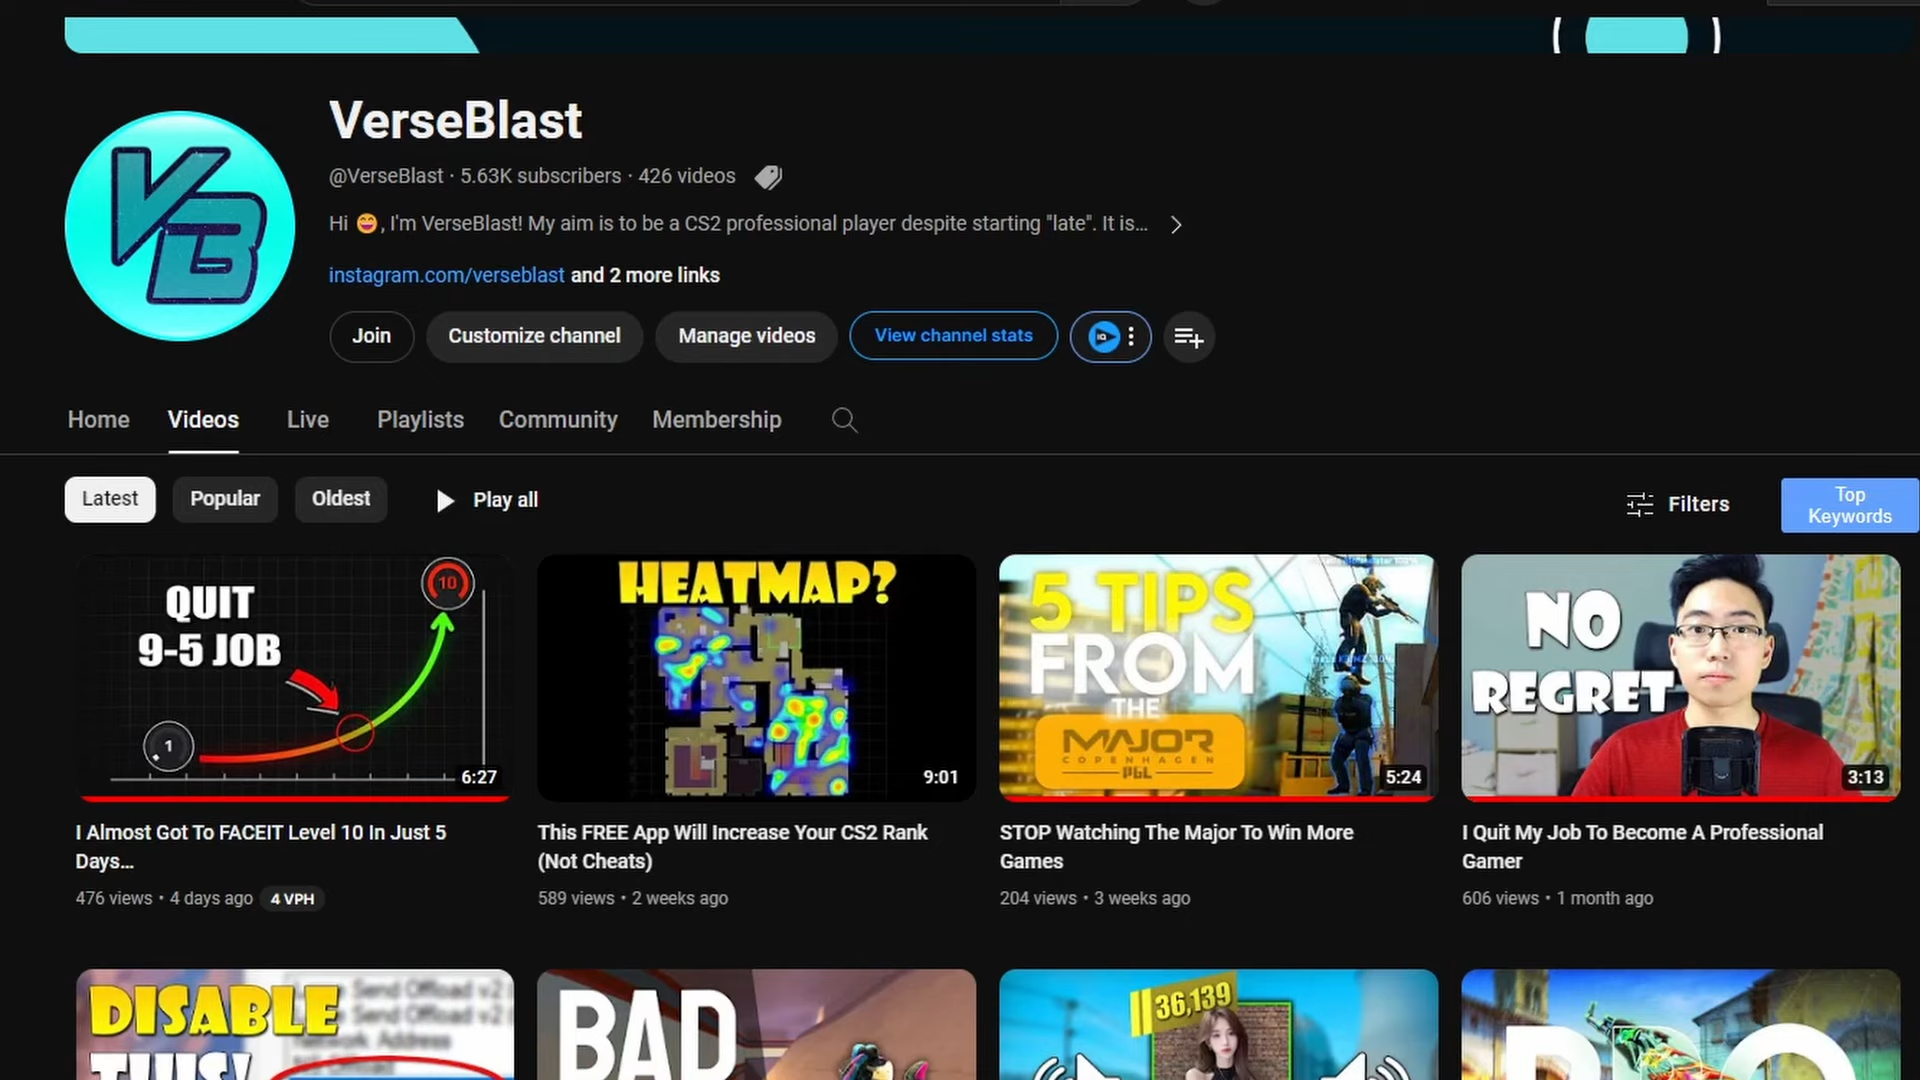 VB
VerseBlast
@VerseBlast · 5.63K subscribers · 426 videos
Hi 😄, I'm VerseBlast! My aim is to be a CS2 professional player despite starting "late". It is...
instagram.com/verseblast and 2 more links
Join
Customize channel
Manage videos
View channel stats
IQ
Home
Videos
Live
Playlists
Community
Membership
Latest
Popular
Oldest
Play all
Filters
Top
Keywords
QUIT
9-5 JOB
10
1
6:27
HEATMAP?
9:01
5 TIPS
FROM
THE
MAJOR
COPENHAGEN
PGL
5:24
NO
REGRET
3:13
I Almost Got To FACEIT Level 10 In Just 5
Days...
476 views • 4 days ago
4 VPH
This FREE App Will Increase Your CS2 Rank
(Not Cheats)
589 views • 2 weeks ago
STOP Watching The Major To Win More
Games
204 views • 3 weeks ago
I Quit My Job To Become A Professional
Gamer
606 views • 1 month ago
DISABLE
THIS!
Send Offload v2
Send Offload v2
Network Address
BAD
36,139
PRO